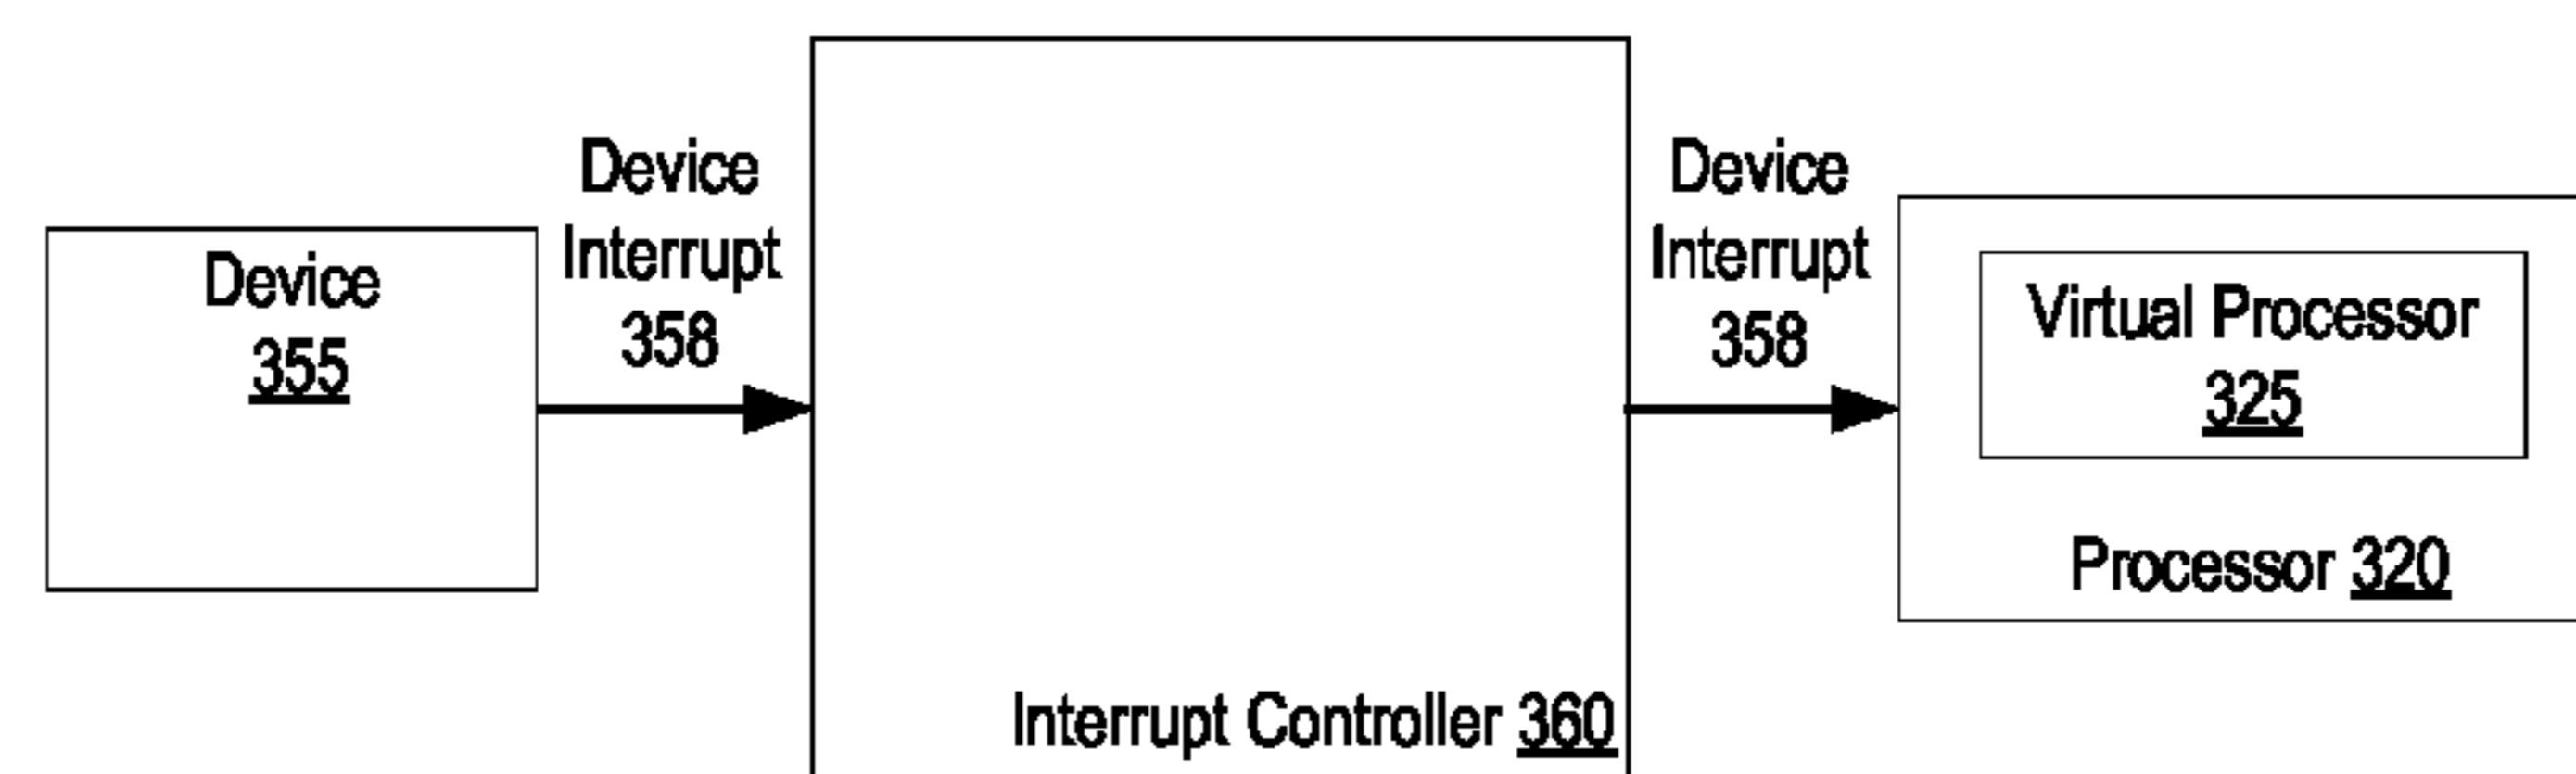 Device
355
Device
Interrupt
358
Interrupt Controller 360
Device
Interrupt
358
Virtual Processor
325
Processor 320